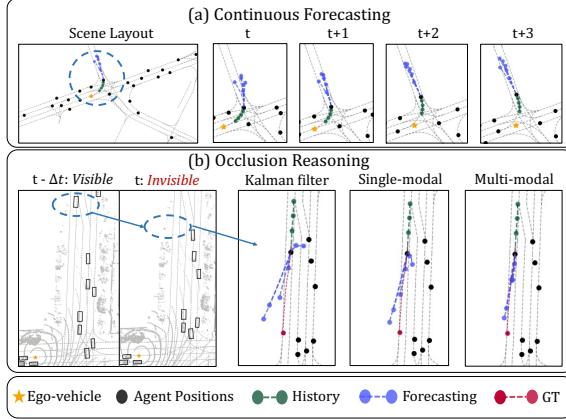 (a) Continuous Forecasting
Scene Layout t t+1 t+2 t+3
(b) Occlusion Reasoning
t - Δt: Visible t: Invisible Kalman filter Single-modal Multi-modal
Ego-vehicle Agent Positions History Forecasting GT